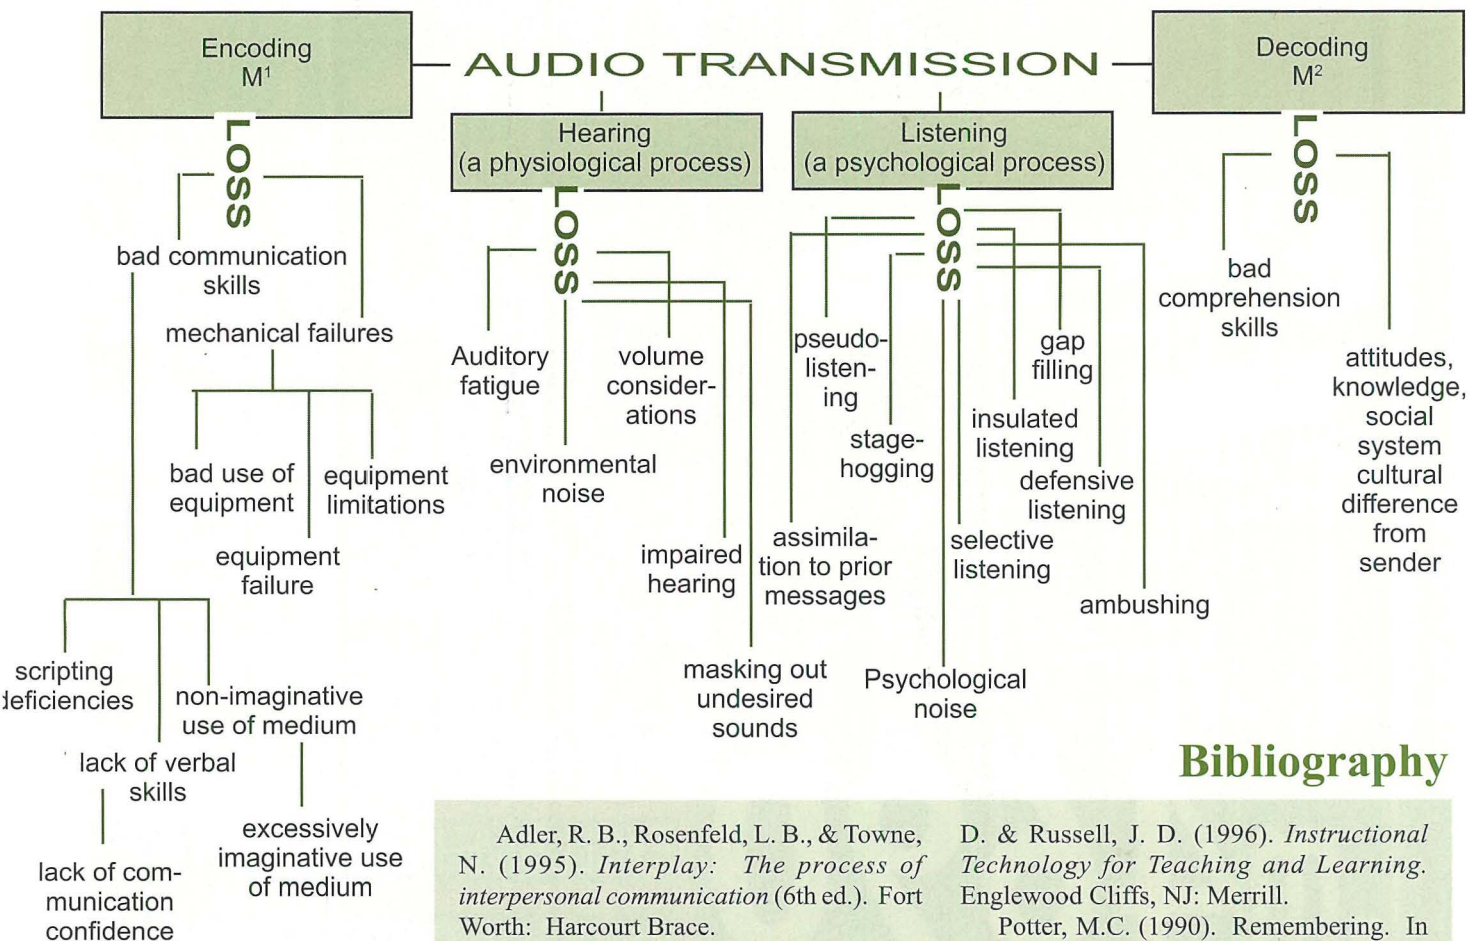 Encoding
M¹
AUDIO TRANSMISSION
Decoding
M²
Hearing
(a physiological process)
Listening
(a psychological process)
LOSS
bad communication
skills
mechanical failures
bad use of
equipment
equipment
limitations
equipment
failure
scripting
deficiencies
non-imaginative
use of medium
lack of verbal
skills
excessively
imaginative use
of medium
lack of com-
munication
confidence
LOSS
Auditory
fatigue
volume
consider-
ations
environmental
noise
impaired
hearing
masking out
undesired
sounds
LOSS
pseudo-
listen-
ing
gap
filling
stage-
hogging
insulated
listening
defensive
listening
assimila-
tion to prior
messages
selective
listening
ambushing
Psychological
noise
LOSS
bad
comprehension
skills
attitudes,
knowledge,
social
system
cultural
difference
from
sender
Bibliography
Adler, R. B., Rosenfeld, L. B., & Towne,
N. (1995). Interplay: The process of
interpersonal communication (6th ed.). Fort
Worth: Harcourt Brace.
D. & Russell, J. D. (1996). Instructional
Technology for Teaching and Learning.
Englewood Cliffs, NJ: Merrill.
Potter, M.C. (1990). Remembering. In